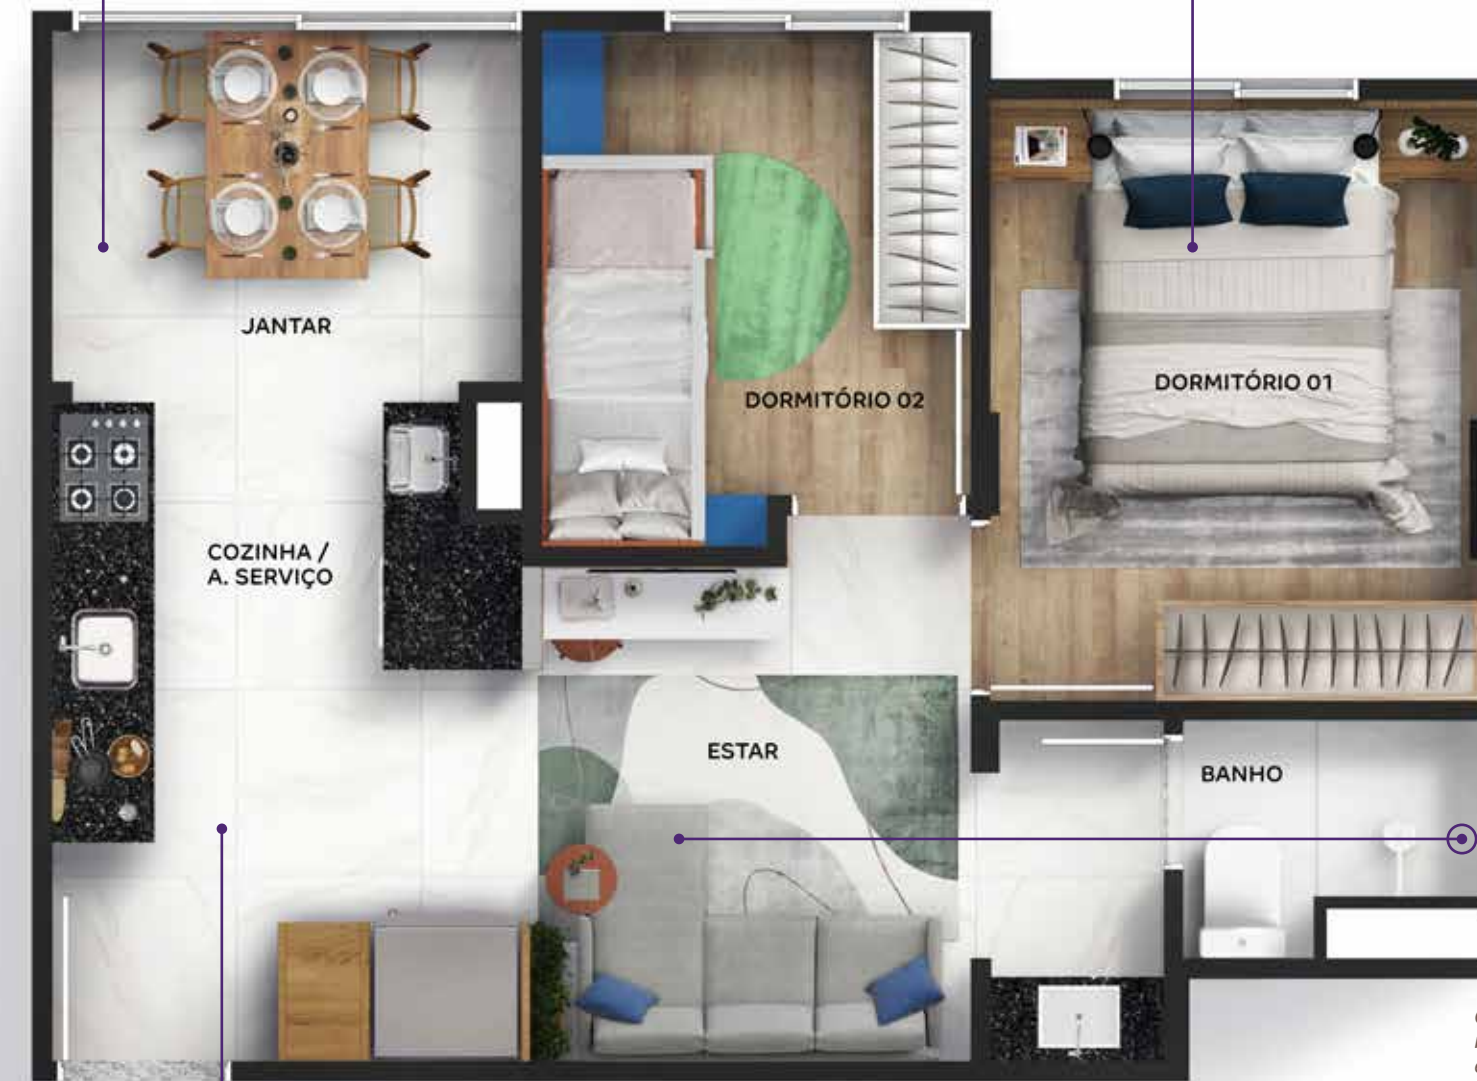 JANTAR
DORMITÓRIO 02
DORMITÓRIO 01
COZINHA /
A. SERVIÇO
ESTAR
BANHO